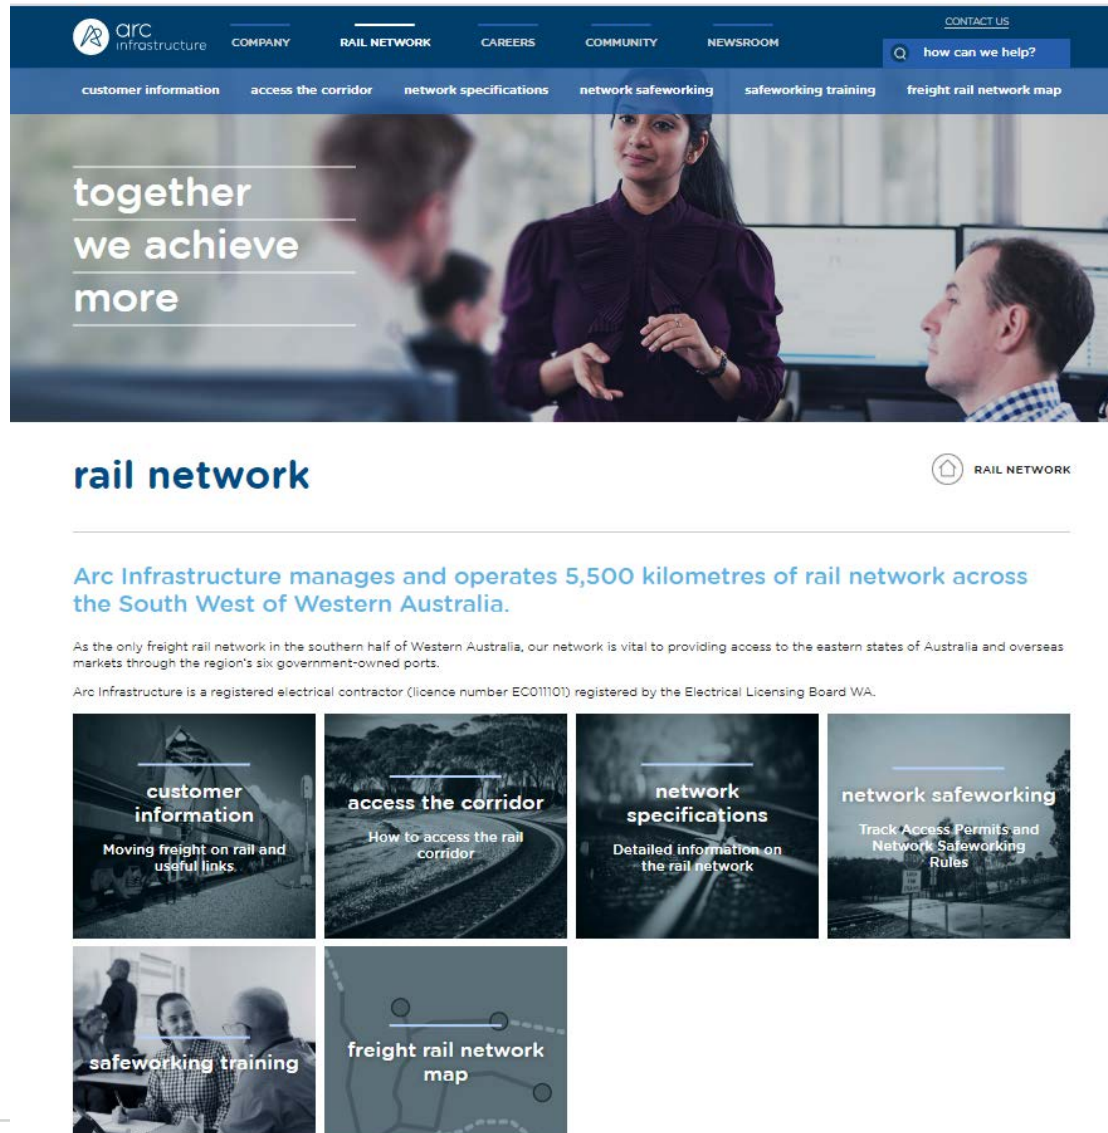 arc
infrastructure
COMPANY
RAIL NETWORK
CAREERS
COMMUNITY
NEWSROOM
CONTACT US
how can we help?
customer information
access the corridor
network specifications
network safeworking
safeworking training
freight rail network map
together
we achieve
more
rail network
RAIL NETWORK
Arc Infrastructure manages and operates 5,500 kilometres of rail network across
the South West of Western Australia.
As the only freight rail network in the southern half of Western Australia, our network is vital to providing access to the eastern states of Australia and overseas
markets through the region's six government-owned ports.
Arc Infrastructure is a registered electrical contractor (licence number EC011101) registered by the Electrical Licensing Board WA.
customer
information
Moving freight on rail and
useful links
access the corridor
How to access the rail
corridor
network
specifications
Detailed information on
the rail network
network safeworking
Track Access Permits and
Network Safeworking
Rules
safeworking training
freight rail network
map